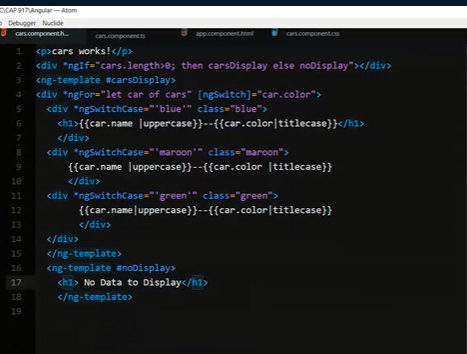 C\CAP 917\Angular — Atom
Debugger Nuclide
cars.component.h... cars.component.ts app.component.html cars.component.css
1 <p>cars works!</p>
2 <div *ngIf="cars.length>0; then carsDisplay else noDisplay"></div>
3 <ng-template #carsDisplay>
4 <div *ngFor="let car of cars" [ngSwitch]="car.color">
5 <div *ngSwitchCase="'blue'" class="blue">
6 <h1>{{car.name |uppercase}}--{{car.color|titlecase}}</h1>
7 </div>
8 <div *ngSwitchCase="'maroon'" class="maroon">
9 {{car.name |uppercase}}--{{car.color |titlecase}}
10 </div>
11 <div *ngSwitchCase="'green'" class="green">
12 {{car.name|uppercase}}--{{car.color|titlecase}}
13 </div>
14 </div>
15 </ng-template>
16 <ng-template #noDisplay>
17 <h1> No Data to Display</h1>
18 </ng-template>
19